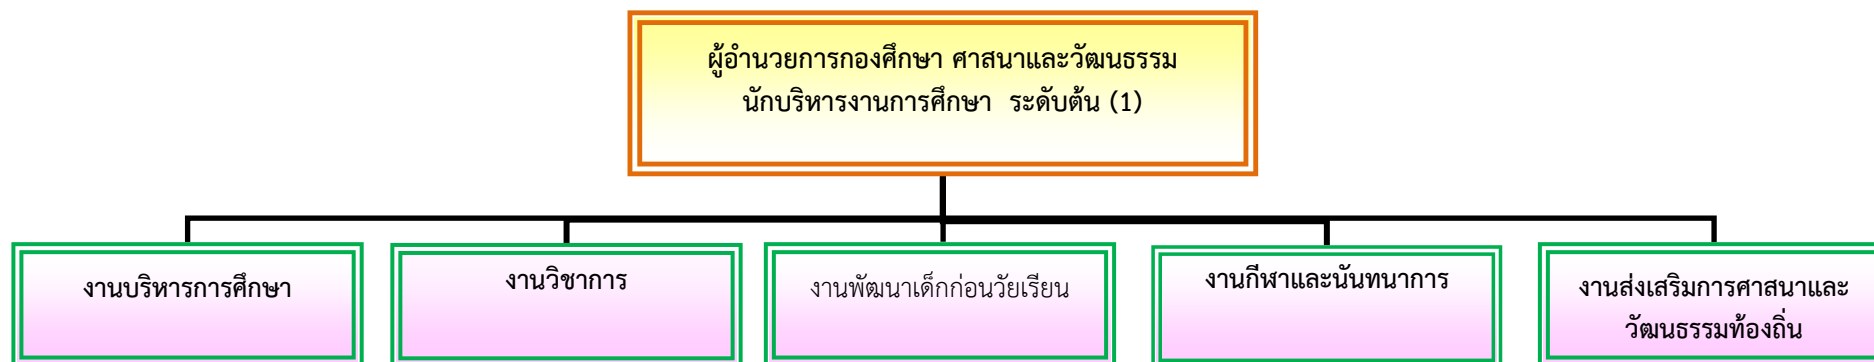 ผู้อำนวยการกองศึกษา ศาสนาและวัฒนธรรม
นักบริหารงานการศึกษา  ระดับต้น (1)
งานบริหารการศึกษา
งานวิชาการ
งานพัฒนาเด็กก่อนวัยเรียน
งานกีฬาและนันทนาการ
งานส่งเสริมการศาสนาและ
วัฒนธรรมท้องถิ่น